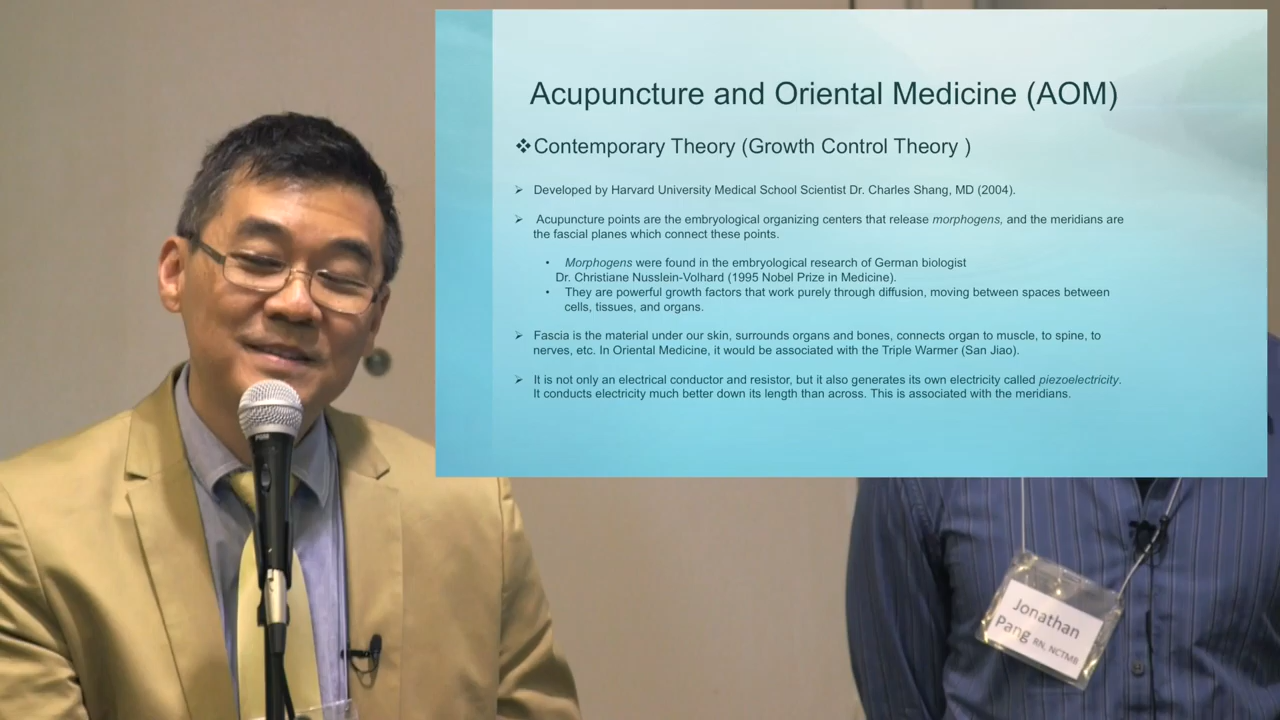 Acupuncture and Oriental Medicine (AOM)
❖Contemporary Theory (Growth Control Theory )
➢ Developed by Harvard University Medical School Scientist Dr. Charles Shang, MD (2004).
➢ Acupuncture points are the embryological organizing centers that release morphogens, and the meridians are
the fascial planes which connect these points.
• Morphogens were found in the embryological research of German biologist
Dr. Christiane Nusslein-Volhard (1995 Nobel Prize in Medicine).
• They are powerful growth factors that work purely through diffusion, moving between spaces between
cells, tissues, and organs.
➢ Fascia is the material under our skin, surrounds organs and bones, connects organ to muscle, to spine, to
nerves, etc. In Oriental Medicine, it would be associated with the Triple Warmer (San Jiao).
➢ It is not only an electrical conductor and resistor, but it also generates its own electricity called piezoelectricity.
It conducts electricity much better down its length than across. This is associated with the meridians.
Jonathan
Pang RN, NCTMB